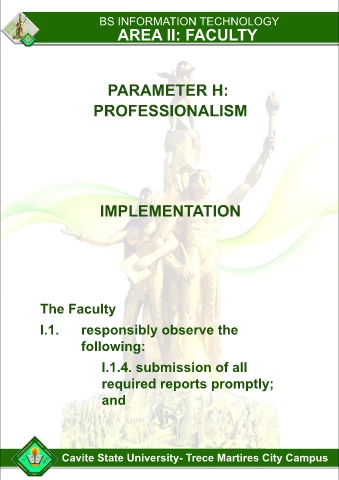 BS INFORMATION TECHNOLOGY
AREA II: FACULTY
PARAMETER H:
PROFESSIONALISM
IMPLEMENTATION
The Faculty
I.1. responsibly observe the
following:
I.1.4. submission of all
required reports promptly;
and
Cavite State University- Trece Martires City Campus